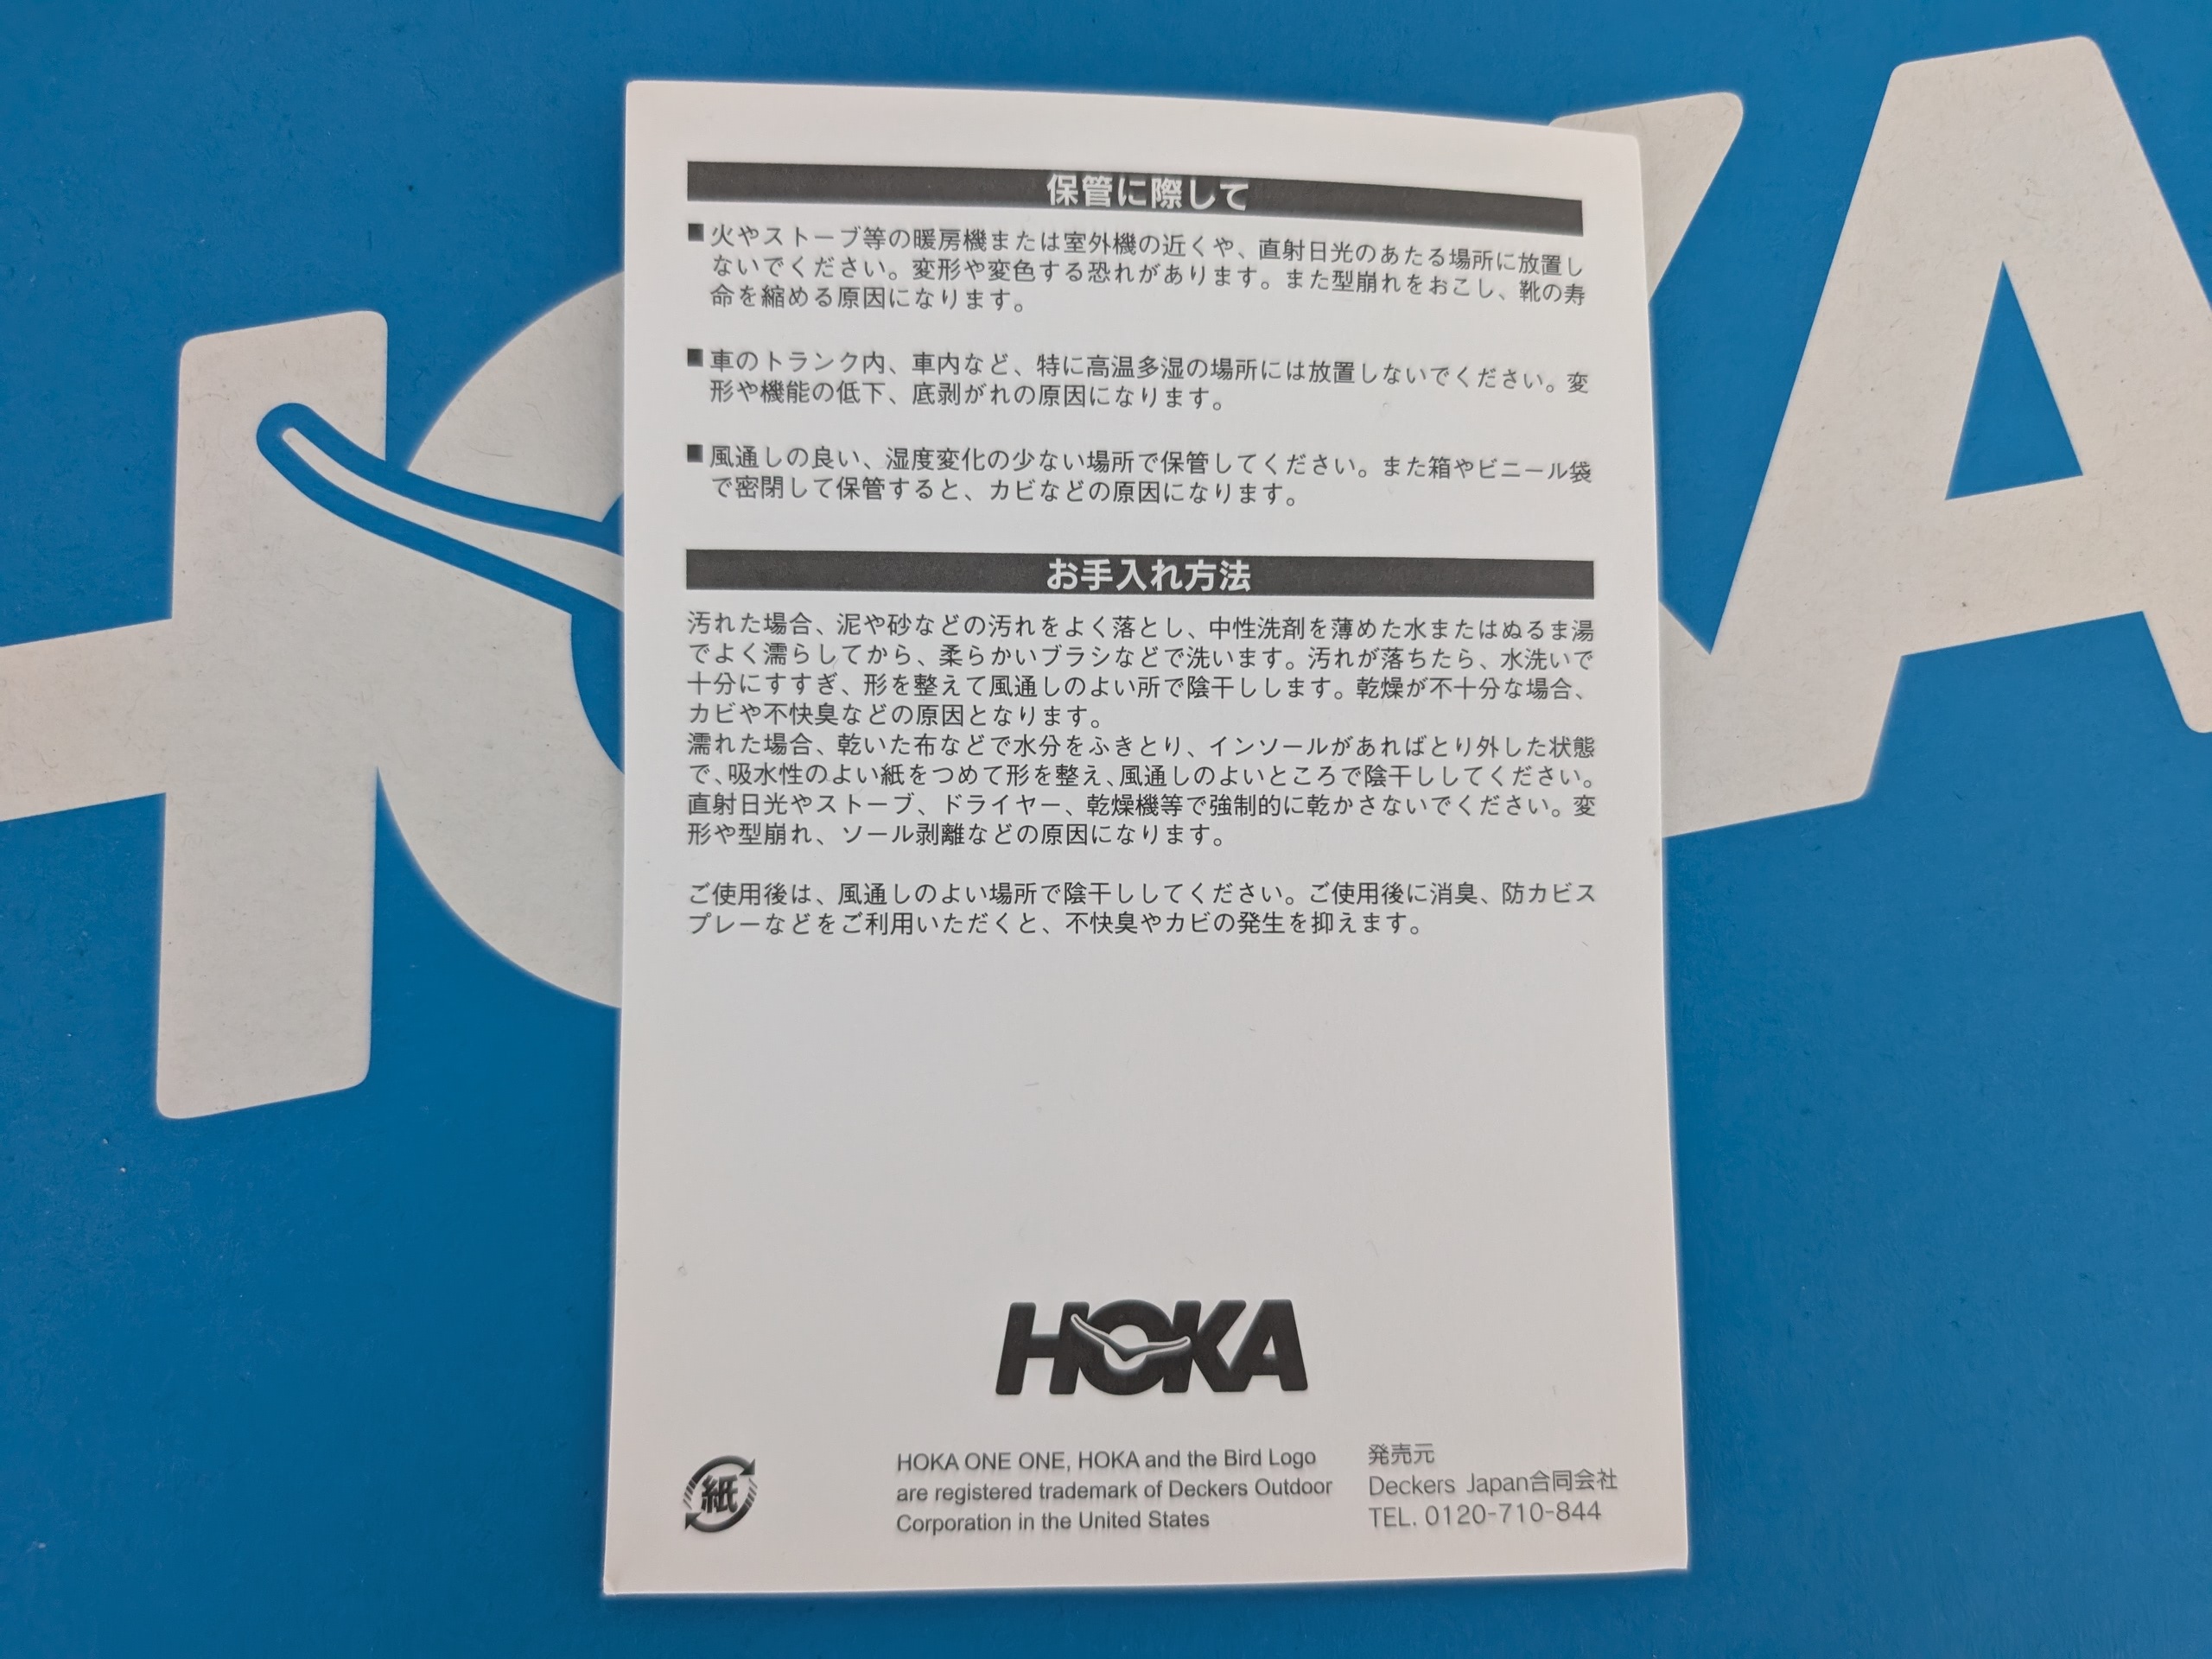 保管に際して
■火やストーブ等の暖房機または室外機の近くや、直射日光のあたる場所に放置し
ないでください。変形や変色する恐れがあります。また型崩れをおこし、靴の寿
命を縮める原因になります。
■車のトランク内、車内など、特に高温多湿の場所には放置しないでください。変
形や機能の低下、底剥がれの原因になります。
■風通しの良い、湿度変化の少ない場所で保管してください。また箱やビニール袋
で密閉して保管すると、カビなどの原因になります。
お手入れ方法
汚れた場合、泥や砂などの汚れをよく落とし、中性洗剤を薄めた水またはぬるま湯
でよく濡らしてから、柔らかいブラシなどで洗います。汚れが落ちたら、水洗いで
十分にすすぎ、形を整えて風通しのよい所で陰干しします。乾燥が不十分な場合、
カビや不快臭などの原因となります。
濡れた場合、乾いた布などで水分をふきとり、インソールがあればとり外した状態
で、吸水性のよい紙をつめて形を整え、風通しのよいところで陰干ししてください。
直射日光やストーブ、ドライヤー、乾燥機等で強制的に乾かさないでください。変
形や型崩れ、ソール剥離などの原因になります。
ご使用後は、風通しのよい場所で陰干ししてください。ご使用後に消臭、防カビス
プレーなどをご利用いただくと、不快臭やカビの発生を抑えます。
HOKA
紙
HOKA ONE ONE, HOKA and the Bird Logo
are registered trademark of Deckers Outdoor
Corporation in the United States
発売元
Deckers Japan合同会社
TEL. 0120-710-844
HOKA